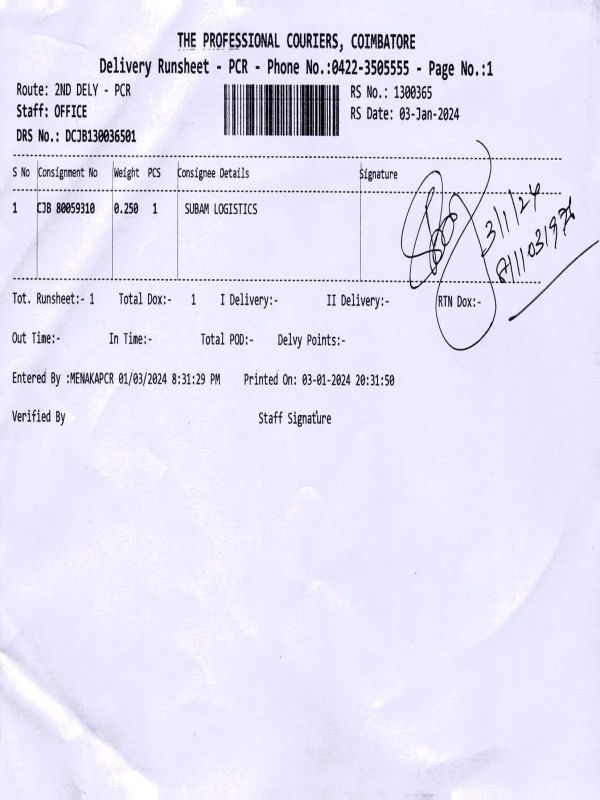 THE PROFESSIONAL COURIERS, COIMBATORE
Delivery Runsheet - PCR - Phone No.:0422-3505555 - Page No.:1
Route: 2ND DELY - PCR RS No.: 1300365
Staff: OFFICE RS Date: 03-Jan-2024
DRS No.: DCJB130036501
S No Consignment No Weight PCS Consignee Details Signature
1 CJB 80059310 0.250 1 SUBAM LOGISTICS
3/1/24
Tot. Runsheet:- 1 Total Dox:- 1 I Delivery:- II Delivery:- RTN Dox:-
Out Time:- In Time:- Total POD:- Delvy Points:-
Entered By :MENAKAPCR 01/03/2024 8:31:29 PM Printed On: 03-01-2024 20:31:50
Verified By Staff Signature